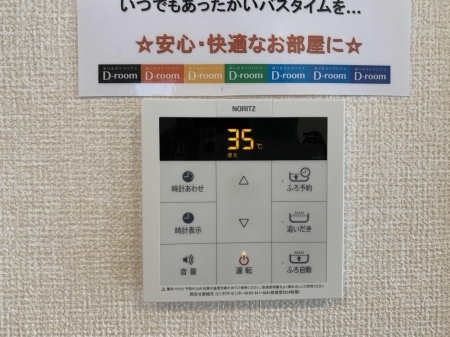 いつでもあったかいバスタイムを…
☆安心・快適なお部屋に☆
D-room D-room D-room D-room D-room D-room D-room
NORITZ
35℃
優先
時計あわせ
ふろ予約
時計表示
追いだき
音量
運転
ふろ自動